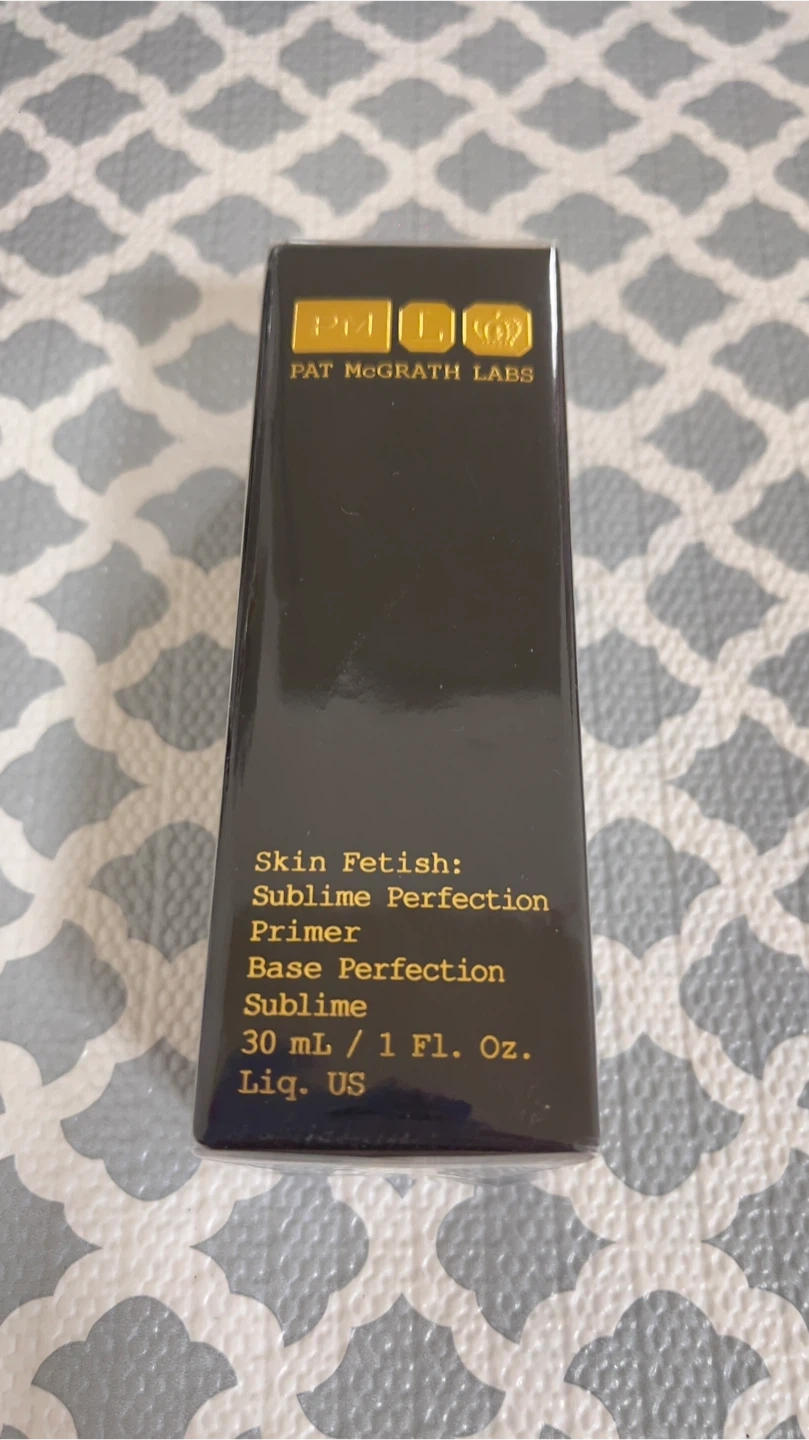 PM L
PAT McGRATH LABS
Skin Fetish:
Sublime Perfection
Primer
Base Perfection
Sublime
30 mL / 1 Fl. Oz.
Liq. US